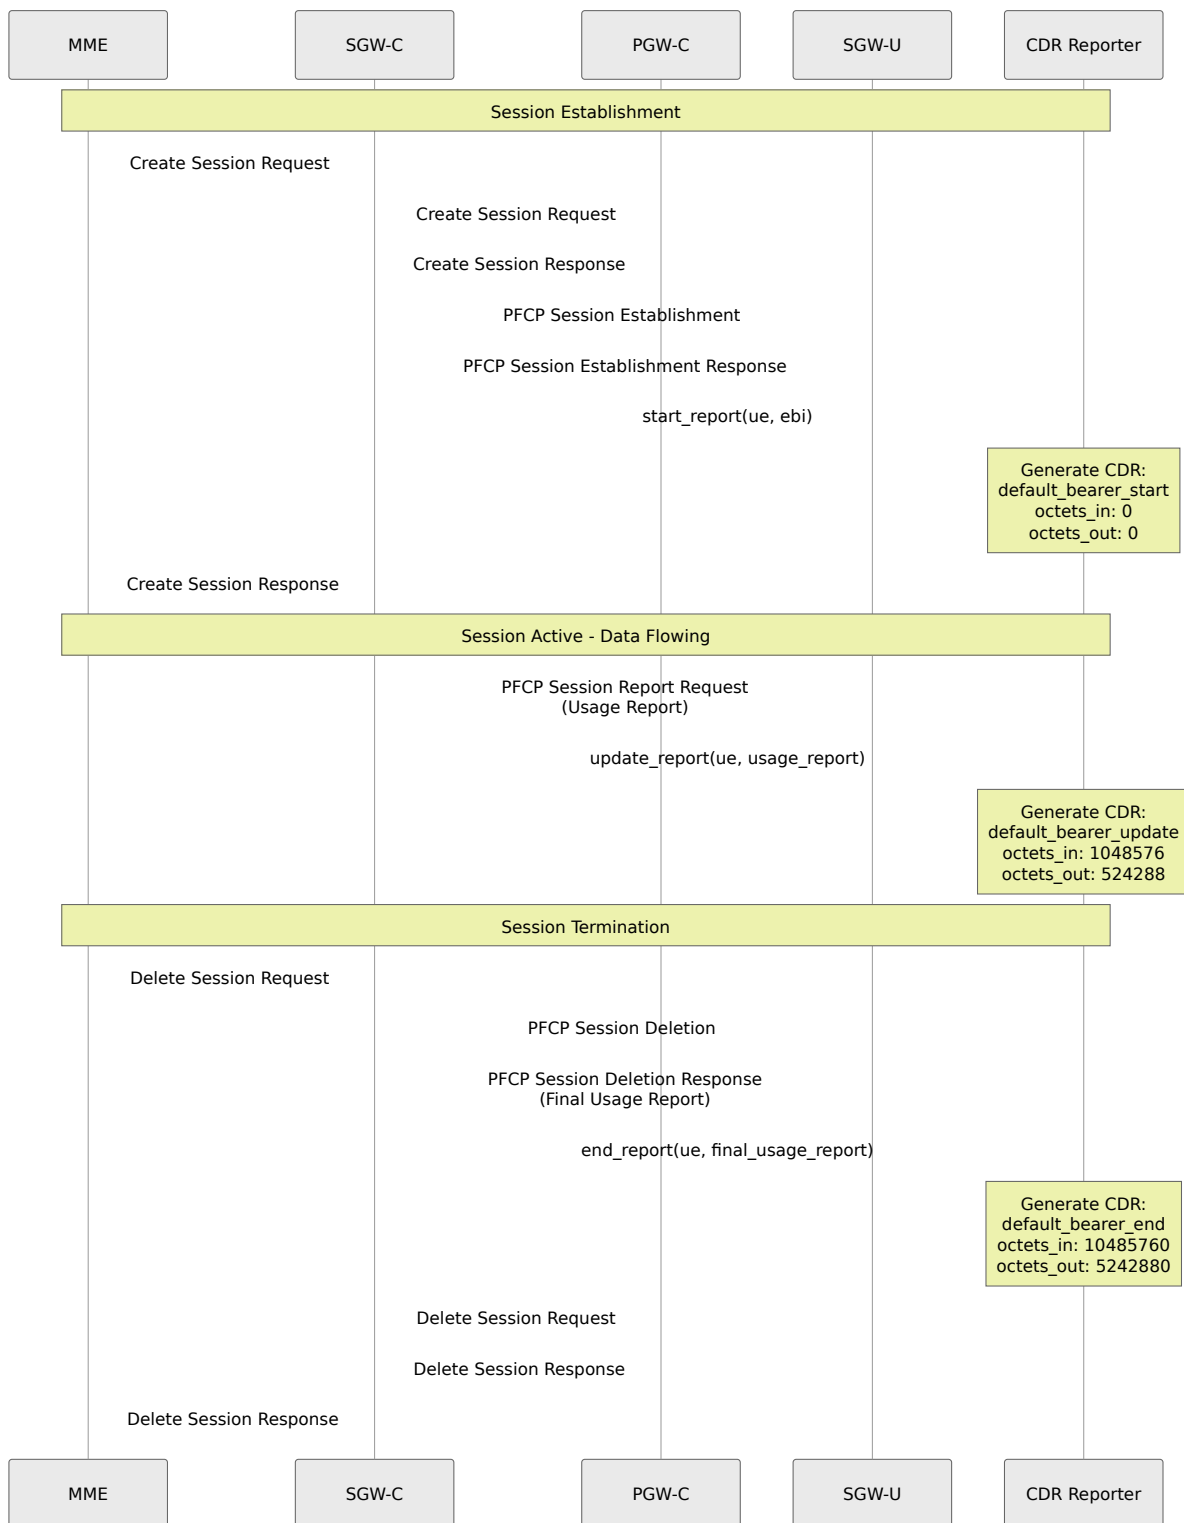 MME
SGW-C
PGW-C
SGW-U
CDR Reporter
Session Establishment
Create Session Request
Create Session Request
Create Session Response
PFCP Session Establishment
PFCP Session Establishment Response
start_report(ue, ebi)
Generate CDR:
default_bearer_start
octets_in: 0
octets_out: 0
Create Session Response
Session Active - Data Flowing
PFCP Session Report Request
(Usage Report)
update_report(ue, usage_report)
Generate CDR:
default_bearer_update
octets_in: 1048576
octets_out: 524288
Session Termination
Delete Session Request
PFCP Session Deletion
PFCP Session Deletion Response
(Final Usage Report)
end_report(ue, final_usage_report)
Generate CDR:
default_bearer_end
octets_in: 10485760
octets_out: 5242880
Delete Session Request
Delete Session Response
Delete Session Response
MME
SGW-C
PGW-C
SGW-U
CDR Reporter